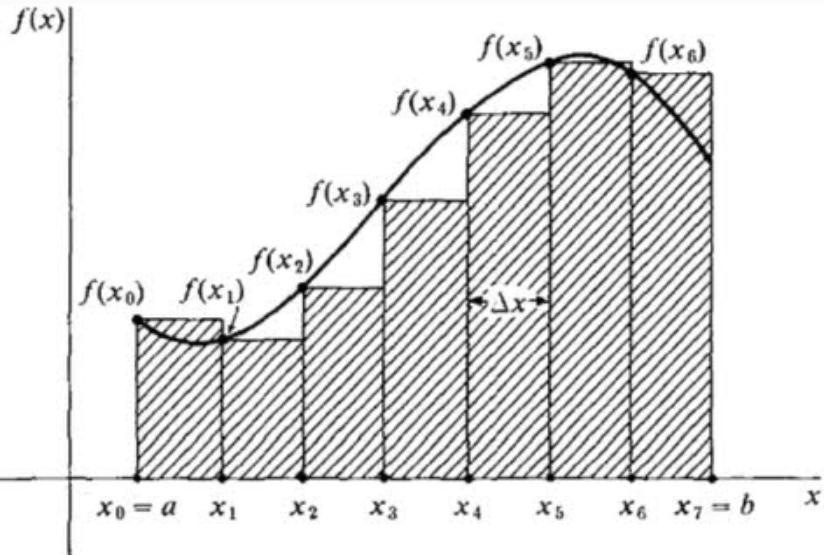 f(x)
f(x₅)
f(x₆)
f(x₄)
f(x₃)
f(x₂)
f(x₀)
f(x₁)
Δx
x₀ = a
x₁
x₂
x₃
x₄
x₅
x₆
x₇ = b
x